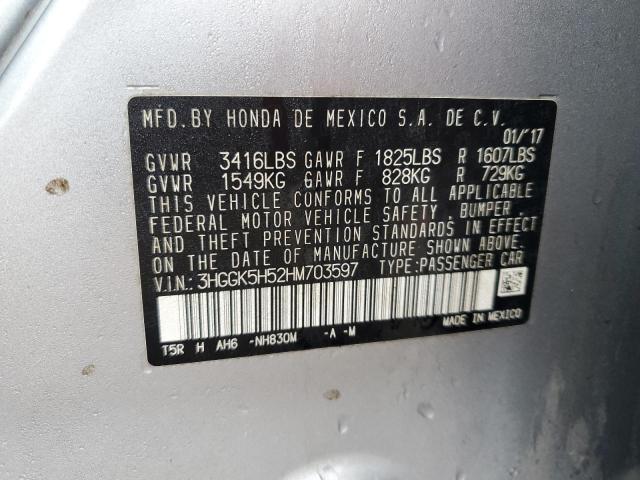 MFD. BY HONDA DE MEXICO S.A. DE C.V.
01/'17
GVWR 3416LBS GAWR F 1825LBS R 1607LBS
GVWR 1549KG GAWR F 828KG R 729KG
THIS VEHICLE CONFORMS TO ALL APPLICABLE
FEDERAL MOTOR VEHICLE SAFETY, BUMPER,
AND THEFT PREVENTION STANDARDS IN EFFECT
ON THE DATE OF MANUFACTURE SHOWN ABOVE.
V.I.N.: 3HGGK5H52HM703597 TYPE:PASSENGER CAR
T5R H AH6 -NH830M -A -M MADE IN MEXICO